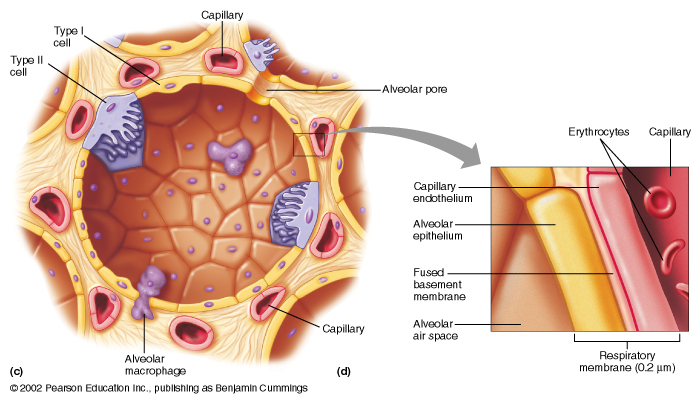 Capillary
Type I
cell
Type II
cell
Alveolar pore
Erythrocytes
Capillary
Capillary
endothelium
Alveolar
epithelium
Fused
basement
membrane
Alveolar
air space
Capillary
Respiratory
membrane (0.2 µm)
Alveolar
macrophage
(c)
(d)
© 2002 Pearson Education Inc., publishing as Benjamin Cummings